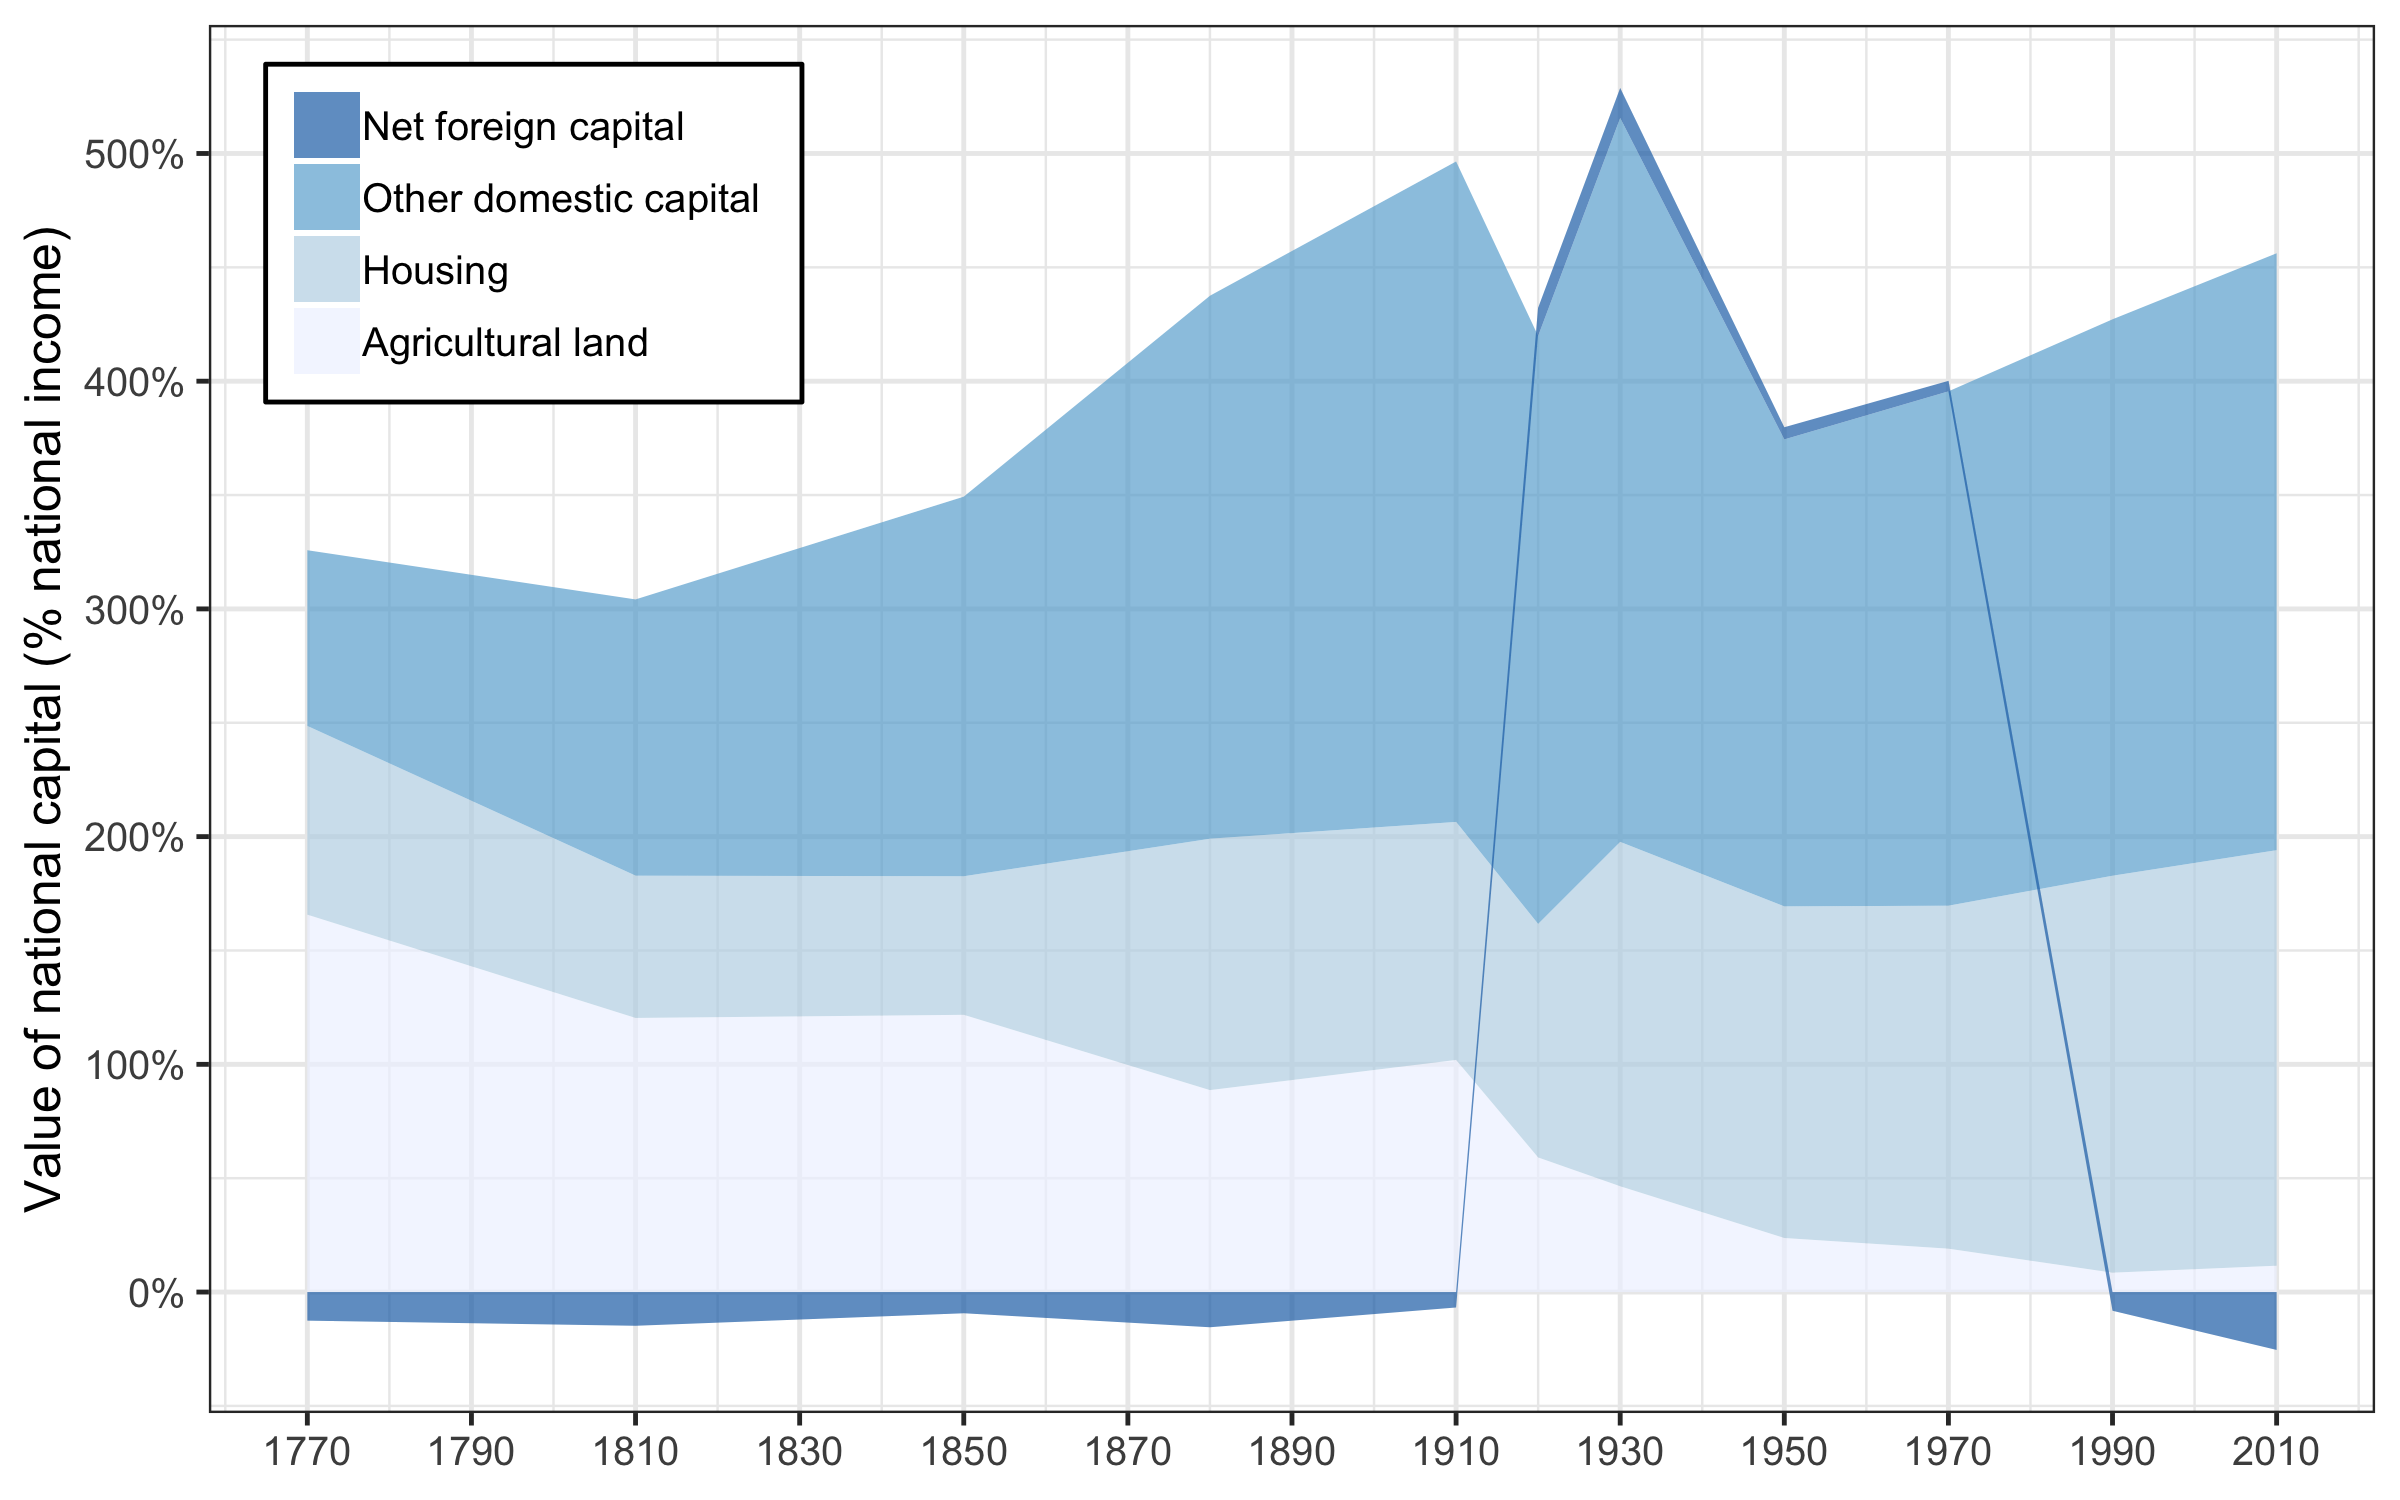 Net foreign capital
Other domestic capital
Housing
Agricultural land
Value of national capital (% national income)
500%
400%
300%
200%
100%
0%
1770 1790 1810 1830 1850 1870 1890 1910 1930 1950 1970 1990 2010